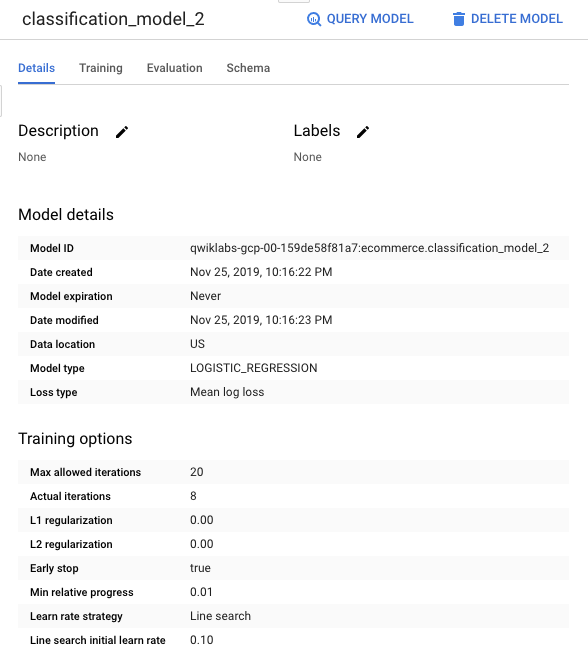 classification_model_2 QUERY MODEL DELETE MODEL
Details Training Evaluation Schema
Description Labels
None None
Model details
Model ID qwiklabs-gcp-00-159de58f81a7:ecommerce.classification_model_2
Date created Nov 25, 2019, 10:16:22 PM
Model expiration Never
Date modified Nov 25, 2019, 10:16:23 PM
Data location US
Model type LOGISTIC_REGRESSION
Loss type Mean log loss
Training options
Max allowed iterations 20
Actual iterations 8
L1 regularization 0.00
L2 regularization 0.00
Early stop true
Min relative progress 0.01
Learn rate strategy Line search
Line search initial learn rate 0.10